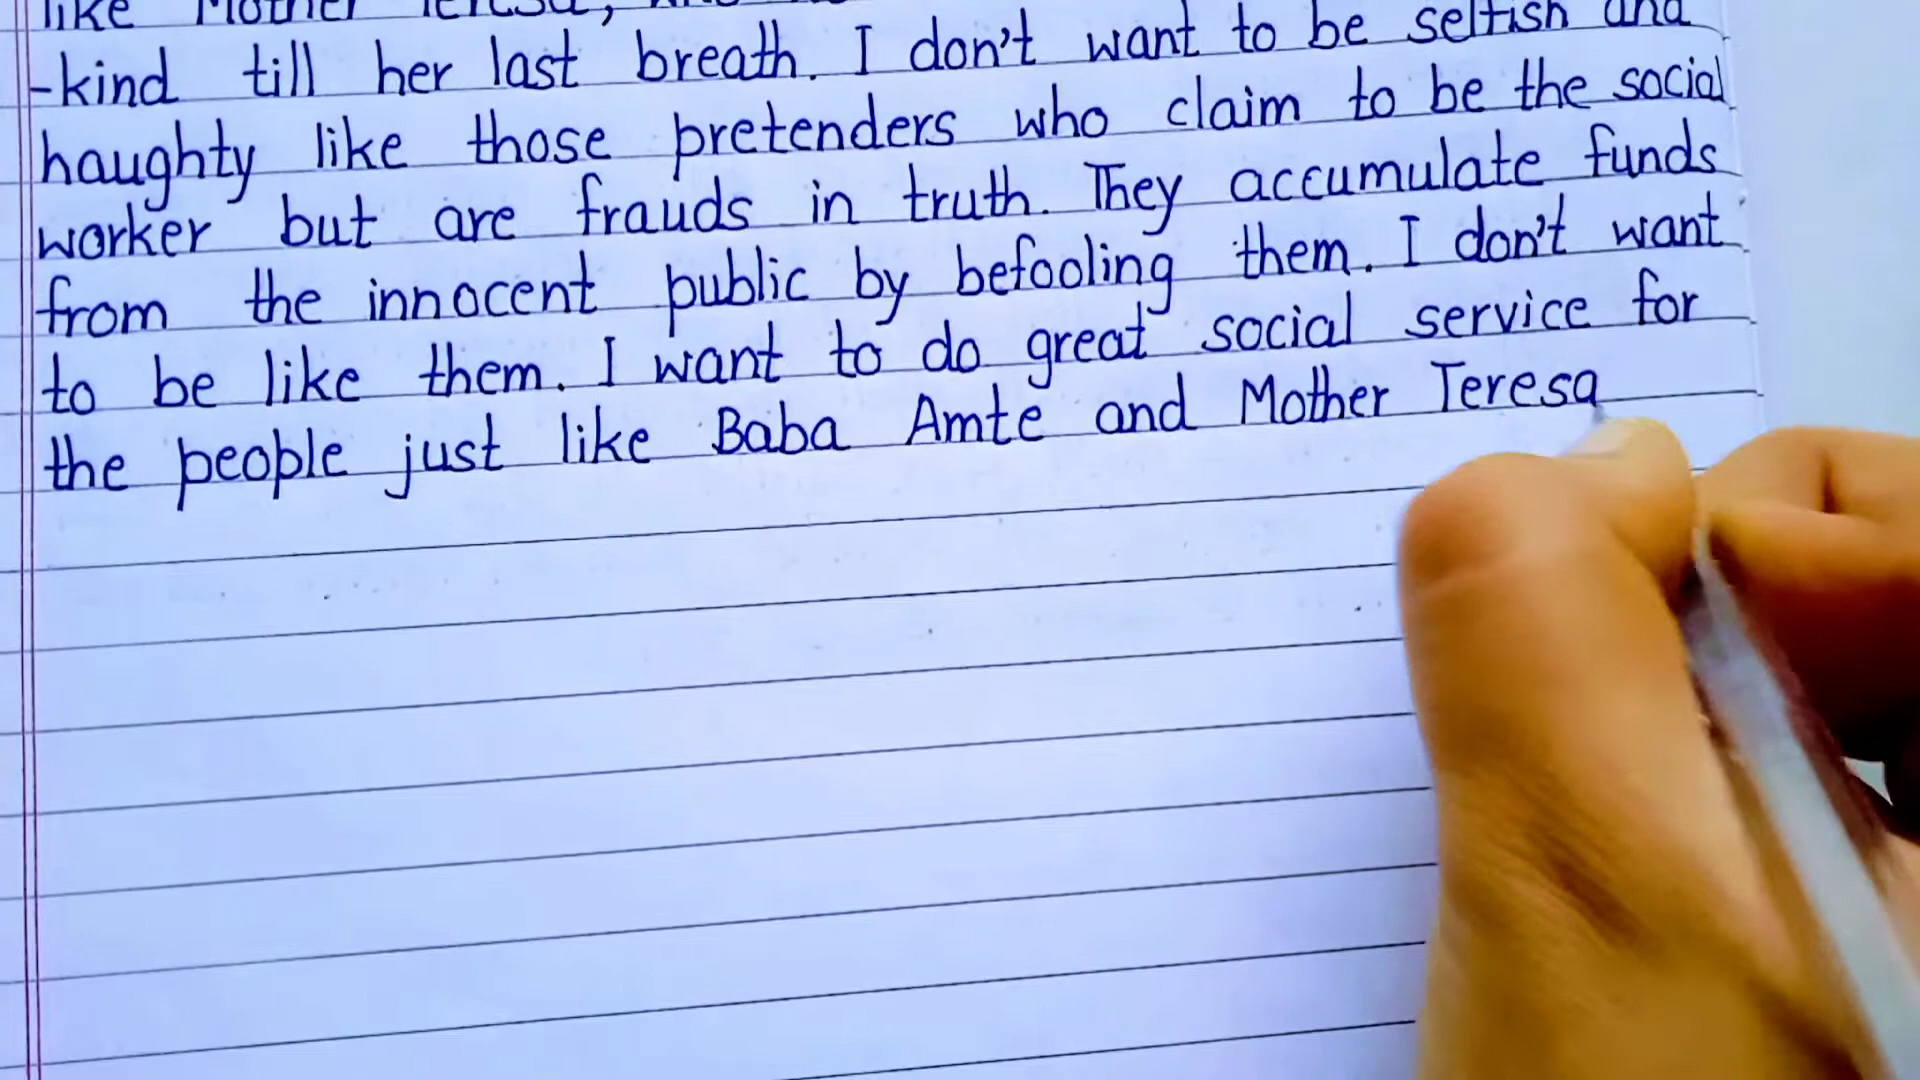 like Mother Teresa,
-kind till her last breath. I don't want to be selfish and
haughty like those pretenders who claim to be the social
worker but are frauds in truth. They accumulate funds
from the innocent public by befooling them. I don't want
to be like them. I want to do great social service for
the people just like Baba Amte and Mother Teresa